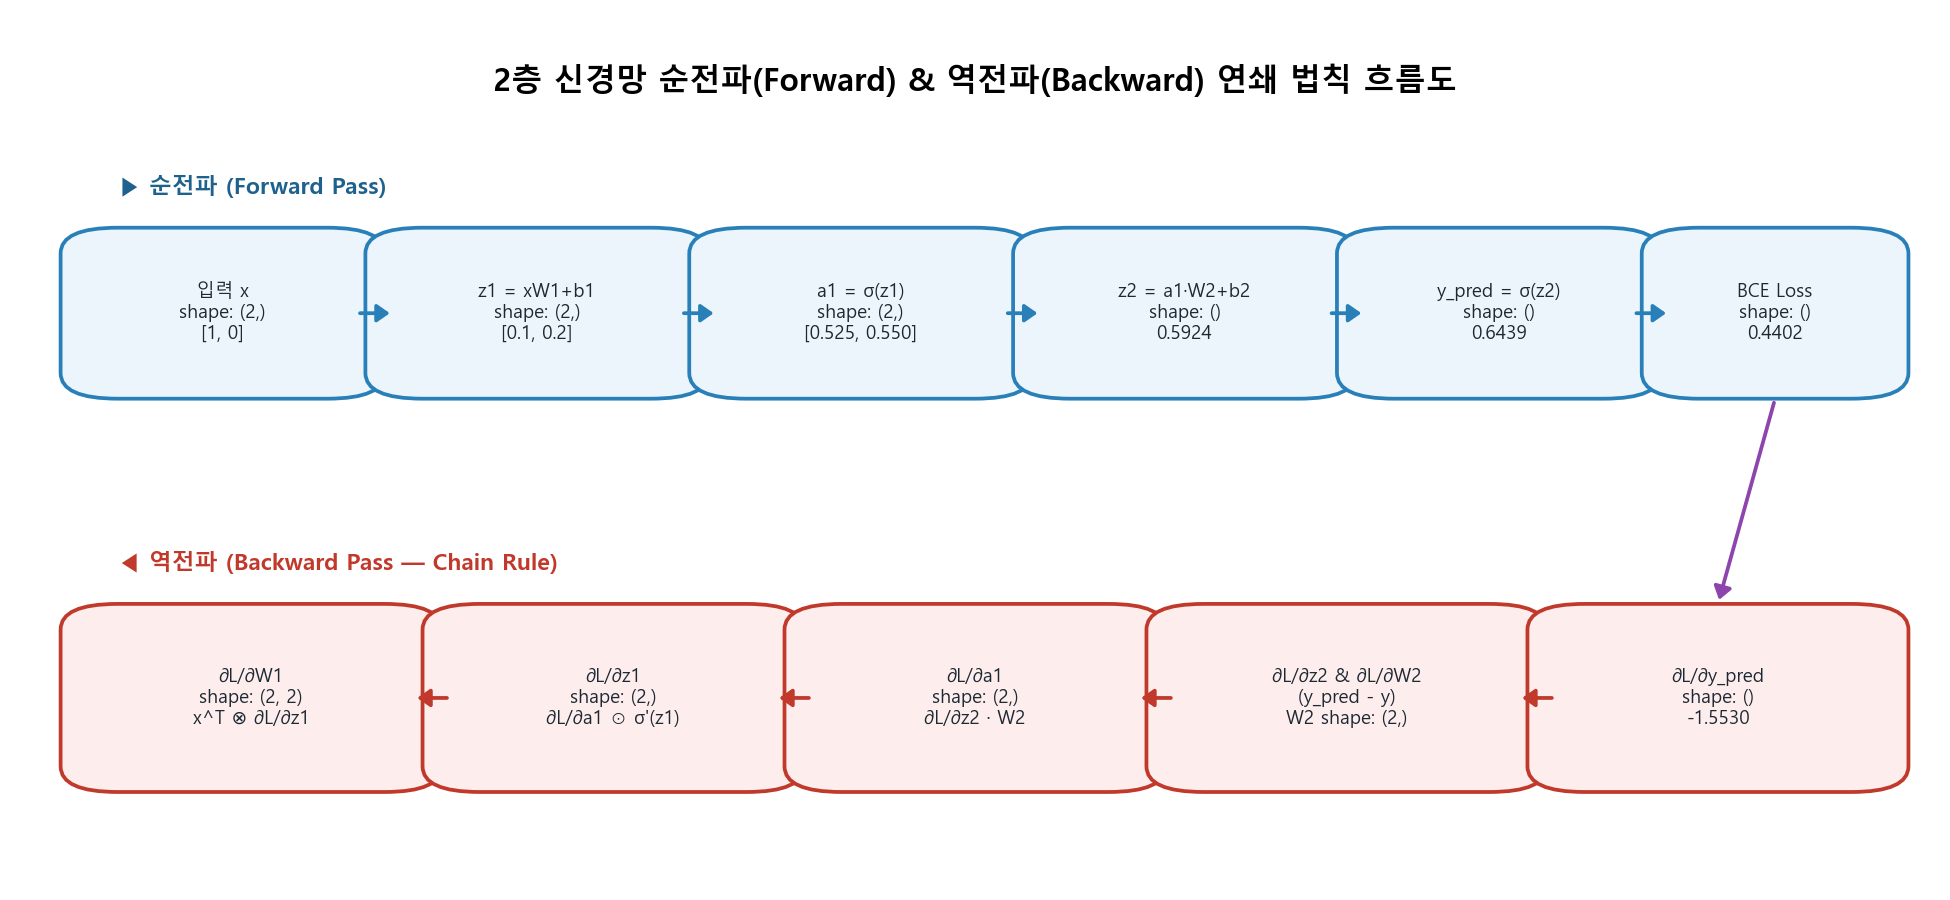 2층 신경망 순전파(Forward) & 역전파(Backward) 연쇄 법칙 흐름도
▶ 순전파 (Forward Pass)
입력 x
shape: (2,)
[1, 0]
z1 = xW1+b1
shape: (2,)
[0.1, 0.2]
a1 = σ(z1)
shape: (2,)
[0.525, 0.550]
z2 = a1·W2+b2
shape: ()
0.5924
y_pred = σ(z2)
shape: ()
0.6439
BCE Loss
shape: ()
0.4402
◀ 역전파 (Backward Pass — Chain Rule)
∂L/∂W1
shape: (2, 2)
x^T ⊗ ∂L/∂z1
∂L/∂z1
shape: (2,)
∂L/∂a1 ⊙ σ'(z1)
∂L/∂a1
shape: (2,)
∂L/∂z2 · W2
∂L/∂z2 & ∂L/∂W2
(y_pred - y)
W2 shape: (2,)
∂L/∂y_pred
shape: ()
-1.5530